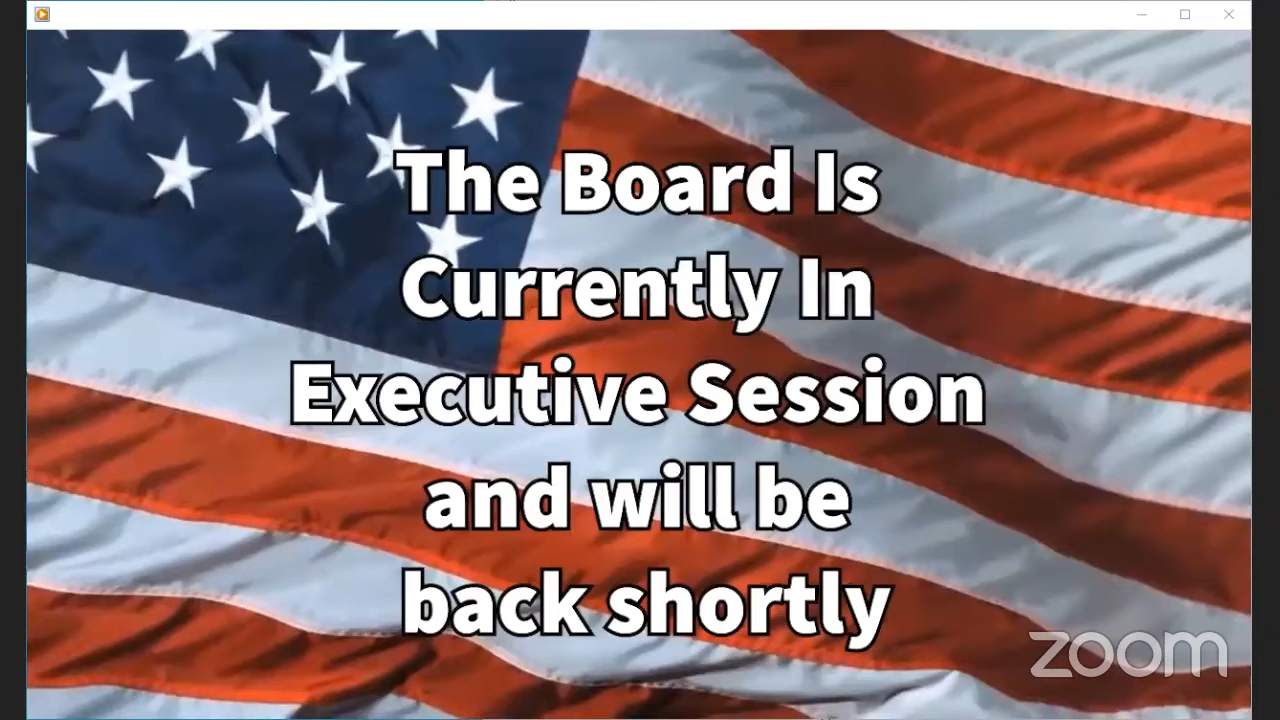 The Board Is
Currently In
Executive Session
and will be
back shortly
zoom